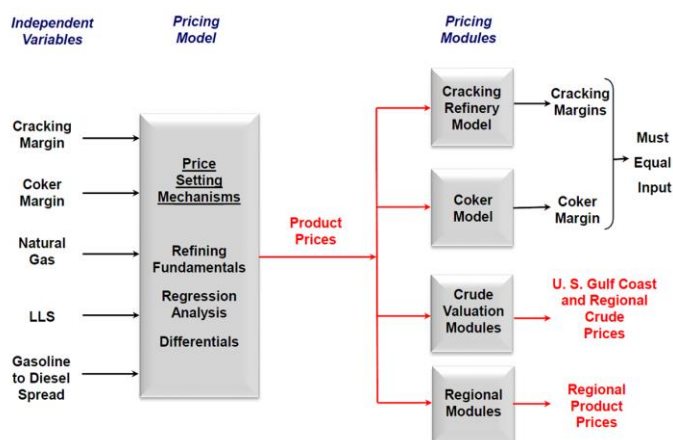 Independent
Variables
Pricing
Model
Pricing
Modules
Cracking
Margin
Coker
Margin
Natural
Gas
LLS
Gasoline
to Diesel
Spread
Price
Setting
Mechanisms
Refining
Fundamentals
Regression
Analysis
Differentials
Product
Prices
Cracking
Refinery
Model
Cracking
Margins
Coker
Model
Coker
Margin
Must
Equal
Input
Crude
Valuation
Modules
U. S. Gulf Coast
and Regional
Crude
Prices
Regional
Modules
Regional
Product
Prices